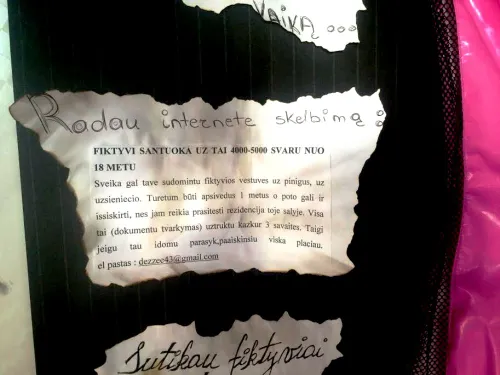 VAIKĄ...
Radau internete skelbimą :
FIKTYVI SANTUOKA UZ TAI 4000-5000 SVARU NUO
18 METU
Sveika gal tave sudomintu fiktyvios vestuves uz pinigus, uz
uzsieniecio. Turetum būti apsivedus 1 metus o poto gali ir
issiskirti, nes jam reikia prasitesti rezidencija toje salyje. Visa
tai (dokumentu tvarkymas) uztruktu kazkur 3 savaites. Taigi
jeigu tau idomu parasyk,paaiskinsiu viska placiau.
el pastas : dezzee43@gmail.com
Sutikau fiktyviai